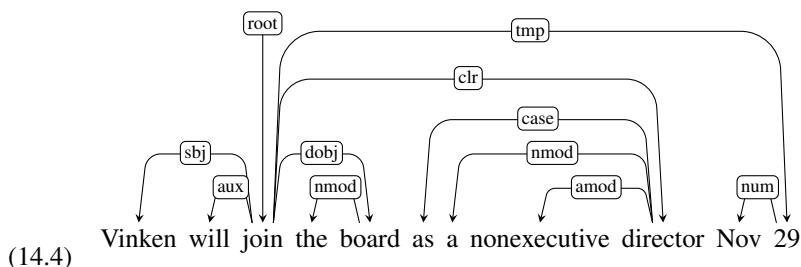 root
tmp
clr
case
sbj dobj nmod
aux nmod amod num
Vinken will join the board as a nonexecutive director Nov 29
(14.4)